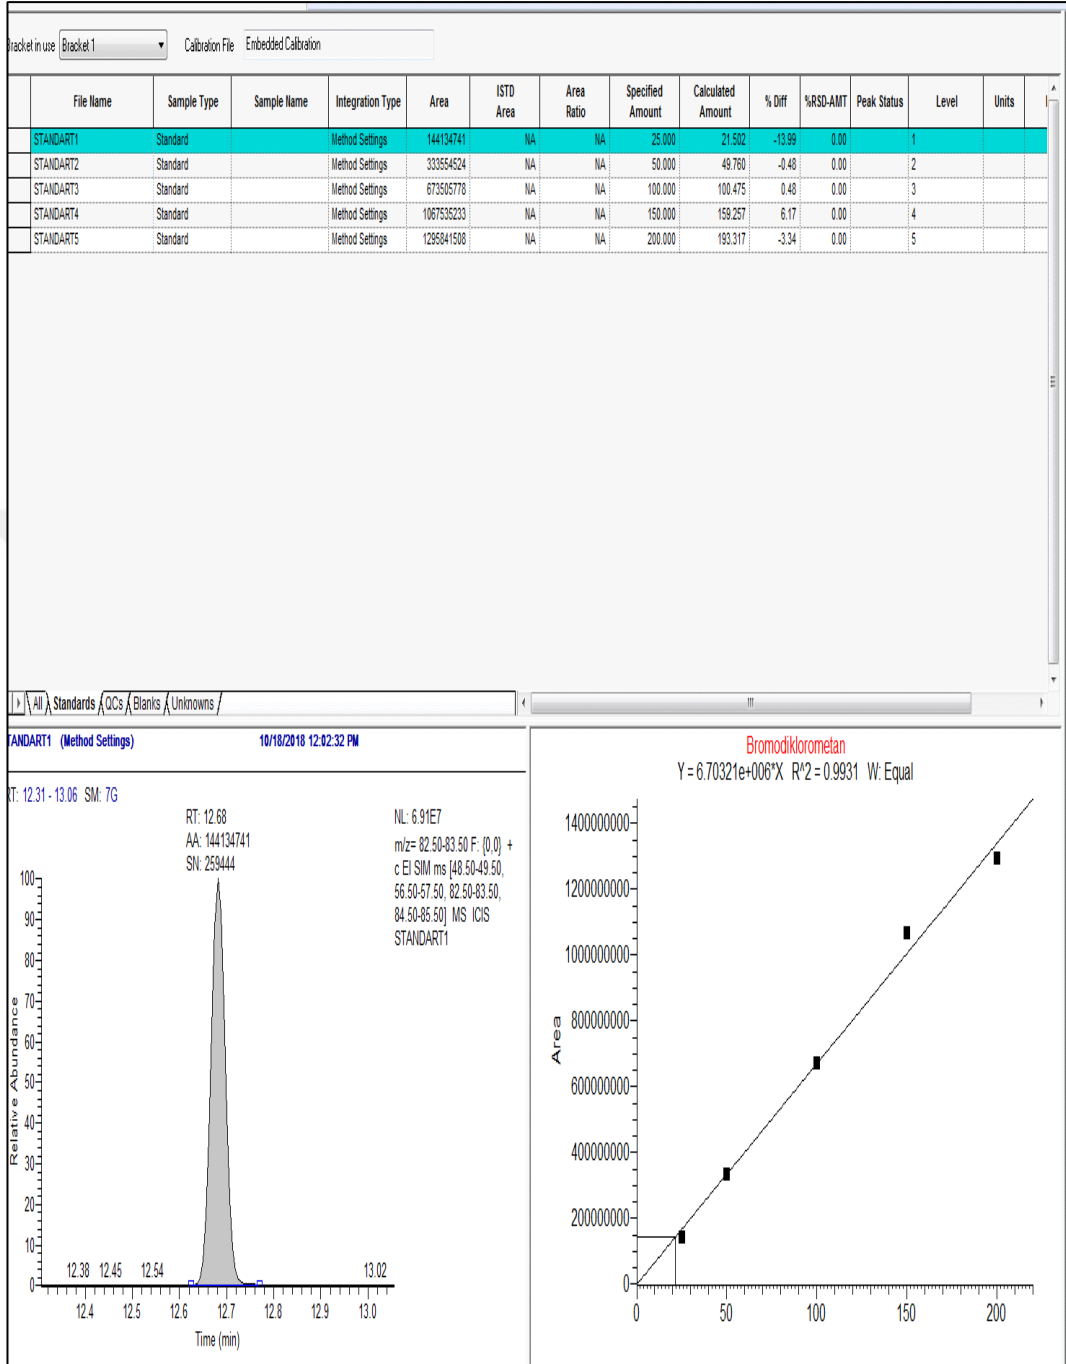 Bracket in use Bracket 1 Calibration File Embedded Calibration
File Name Sample Type Sample Name Integration Type Area ISTD Area Area Ratio Specified Amount Calculated Amount % Diff %RSD-AMT Peak Status Level Units
STANDART1 Standard Method Settings 144134741 NA NA 25.000 21.502 -13.99 0.00 1
STANDART2 Standard Method Settings 333554524 NA NA 50.000 49.760 -0.48 0.00 2
STANDART3 Standard Method Settings 673505778 NA NA 100.000 100.475 0.48 0.00 3
STANDART4 Standard Method Settings 1067535233 NA NA 150.000 159.257 6.17 0.00 4
STANDART5 Standard Method Settings 1295841508 NA NA 200.000 193.317 -3.34 0.00 5
All Standards QCs Blanks Unknowns
TANDART1 (Method Settings) 10/18/2018 12:02:32 PM
RT: 12.31 - 13.06 SM: 7G
RT: 12.68
AA: 144134741
SN: 259444
NL: 6.91E7
m/z= 82.50-83.50 F: {0,0} +
c EI SIM ms [48.50-49.50,
56.50-57.50, 82.50-83.50,
84.50-85.50] MS ICIS
STANDART1
100
90
80
70
60
50
40
30
20
10
0
Relative Abundance
12.38 12.45 12.54 13.02
12.4 12.5 12.6 12.7 12.8 12.9 13.0
Time (min)
Bromodiklorometan
Y = 6.70321e+006*X R^2 = 0.9931 W: Equal
1400000000
1200000000
1000000000
800000000
600000000
400000000
200000000
0
Area
0 50 100 150 200